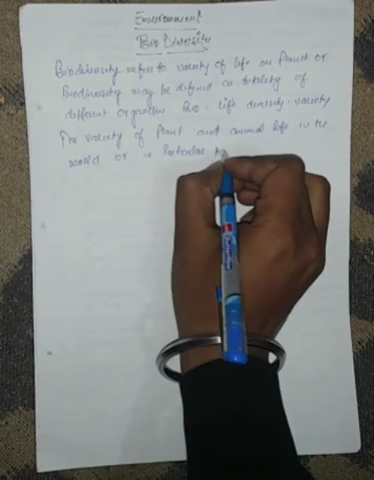 Environment
Bio Diversity
Biodiversity refers to variety of life on Planet or
Biodiversity may be defined as totality of
different organism - Bio - life diversity - variety
The variety of Plant and animal life in the
world or in Particular